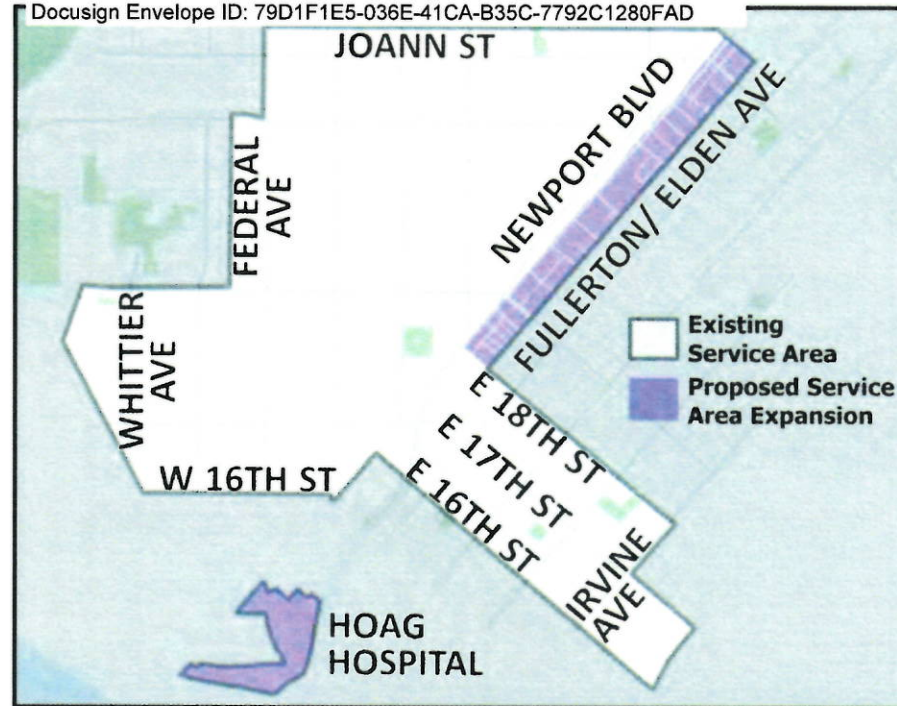 Docusign Envelope ID: 79D1F1E5-036E-41CA-B35C-7792C1280FAD
JOANN ST
NEWPORT BLVD
FULLERTON/ ELDEN AVE
FEDERAL
AVE
WHITTIER
AVE
Existing
Service Area
Proposed Service
Area Expansion
E 18TH ST
E 17TH ST
E 16TH ST
W 16TH ST
IRVINE
AVE
HOAG
HOSPITAL